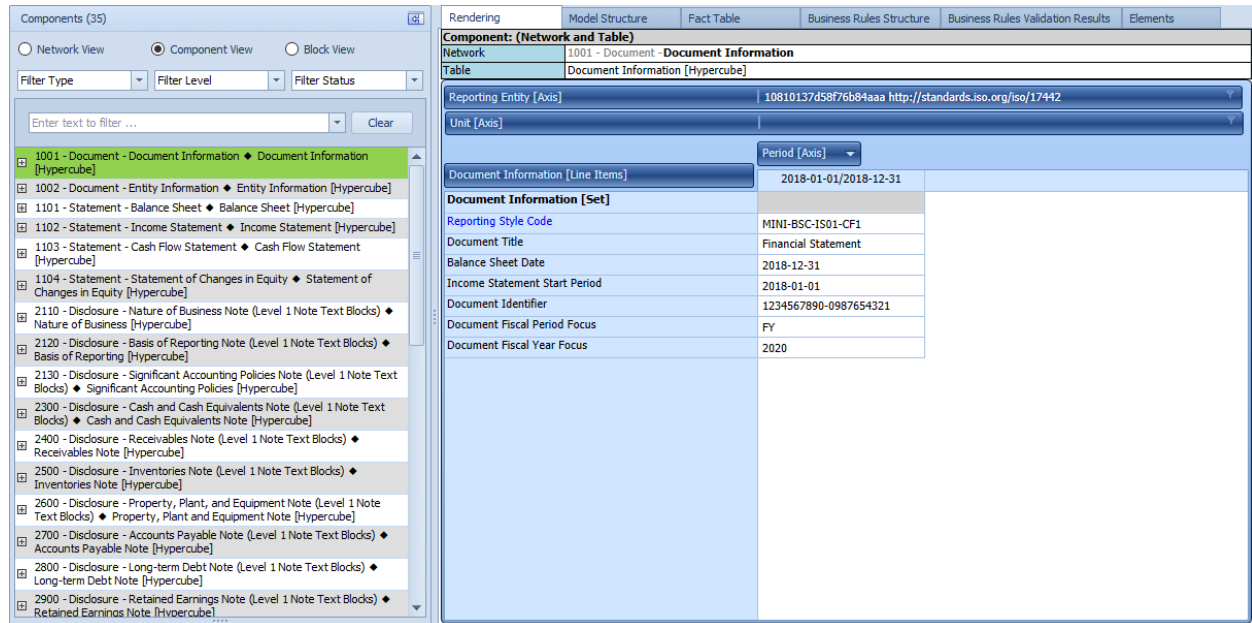 Components (35)
Network View
Component View
Block View
Filter Type
Filter Level
Filter Status
Enter text to filter ...
Clear
1001 - Document - Document Information ◆ Document Information
[Hypercube]
1002 - Document - Entity Information ◆ Entity Information [Hypercube]
1101 - Statement - Balance Sheet ◆ Balance Sheet [Hypercube]
1102 - Statement - Income Statement ◆ Income Statement [Hypercube]
1103 - Statement - Cash Flow Statement ◆ Cash Flow Statement
[Hypercube]
1104 - Statement - Statement of Changes in Equity ◆ Statement of
Changes in Equity [Hypercube]
2110 - Disclosure - Nature of Business Note (Level 1 Note Text Blocks) ◆
Nature of Business [Hypercube]
2120 - Disclosure - Basis of Reporting Note (Level 1 Note Text Blocks) ◆
Basis of Reporting [Hypercube]
2130 - Disclosure - Significant Accounting Policies Note (Level 1 Note Text
Blocks) ◆ Significant Accounting Policies [Hypercube]
2300 - Disclosure - Cash and Cash Equivalents Note (Level 1 Note Text
Blocks) ◆ Cash and Cash Equivalents Note [Hypercube]
2400 - Disclosure - Receivables Note (Level 1 Note Text Blocks) ◆
Receivables Note [Hypercube]
2500 - Disclosure - Inventories Note (Level 1 Note Text Blocks) ◆
Inventories Note [Hypercube]
2600 - Disclosure - Property, Plant, and Equipment Note (Level 1 Note
Text Blocks) ◆ Property, Plant and Equipment Note [Hypercube]
2700 - Disclosure - Accounts Payable Note (Level 1 Note Text Blocks) ◆
Accounts Payable Note [Hypercube]
2800 - Disclosure - Long-term Debt Note (Level 1 Note Text Blocks) ◆
Long-term Debt Note [Hypercube]
2900 - Disclosure - Retained Earnings Note (Level 1 Note Text Blocks) ◆
Retained Earnings Note [Hypercube]
Rendering
Model Structure
Fact Table
Business Rules Structure
Business Rules Validation Results
Elements
Component: (Network and Table)
Network 1001 - Document - Document Information
Table Document Information [Hypercube]
Reporting Entity [Axis] 10810137d58f76b84aaa http://standards.iso.org/iso/17442
Unit [Axis]
Period [Axis]
Document Information [Line Items] 2018-01-01/2018-12-31
Document Information [Set]
Reporting Style Code MINI-BSC-IS01-CF1
Document Title Financial Statement
Balance Sheet Date 2018-12-31
Income Statement Start Period 2018-01-01
Document Identifier 1234567890-0987654321
Document Fiscal Period Focus FY
Document Fiscal Year Focus 2020